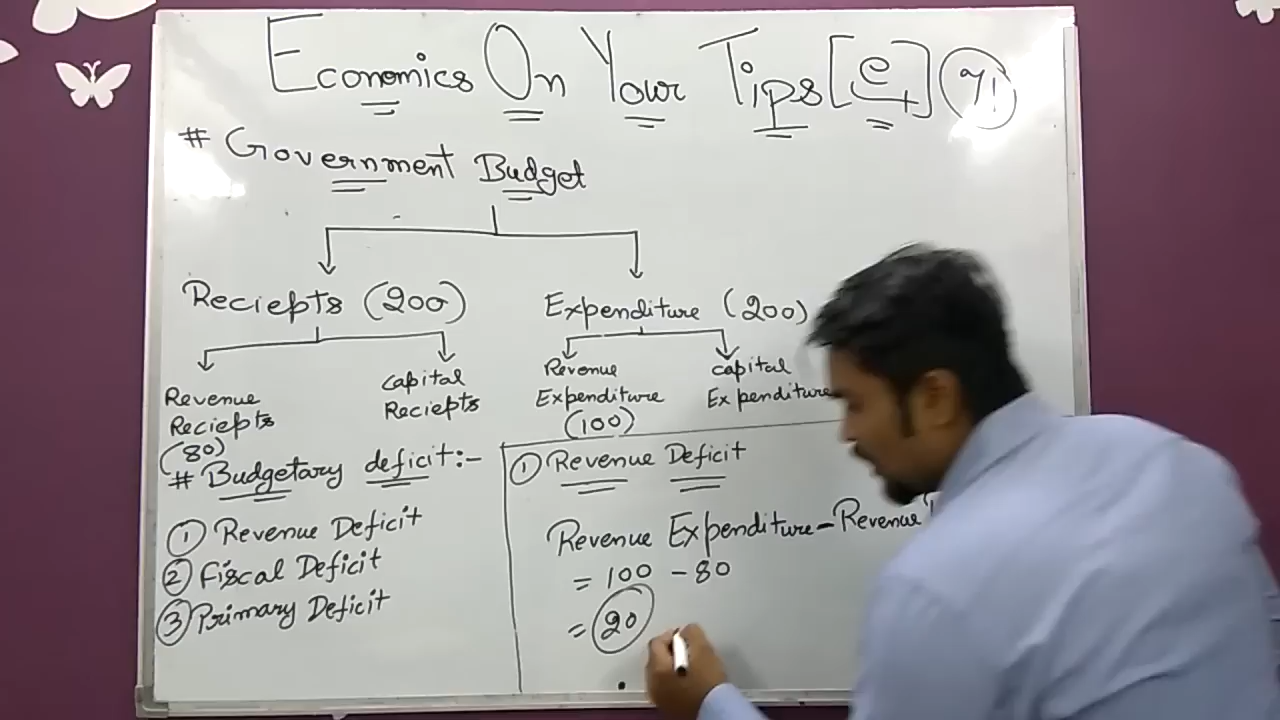 Economics On Your Tips [e+] 71
# Government Budget
Reciepts (200)
Expenditure (200)
Revenue
Reciepts
(80)
Capital
Reciepts
Revenue
Expenditure
(100)
Capital
Expenditure
# Budgetary deficit:-
① Revenue Deficit
② Fiscal Deficit
③ Primary Deficit
① Revenue Deficit
Revenue Expenditure - Revenue
= 100 - 80
= 20